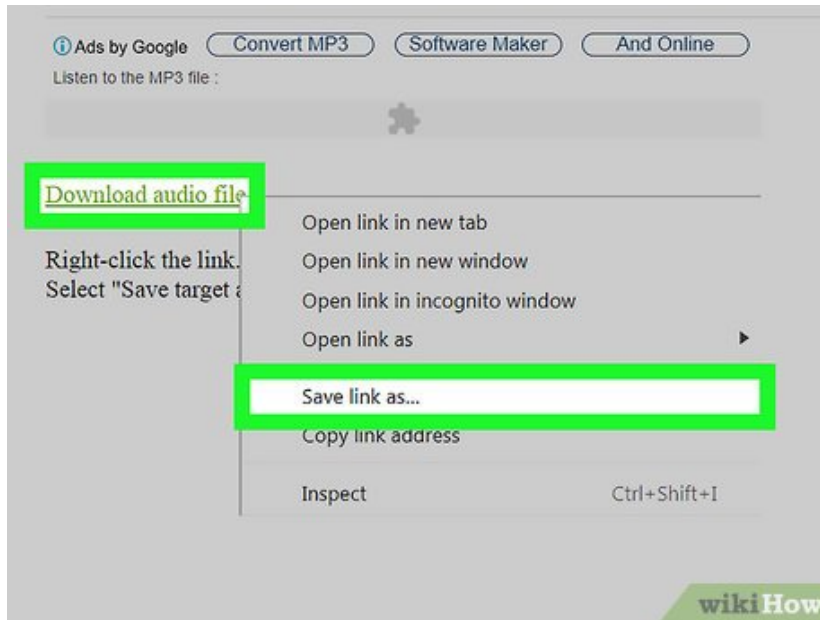 Ads by Google Convert MP3 Software Maker And Online
Listen to the MP3 file :
Download audio file
Right-click the link.
Select "Save target a
Open link in new tab
Open link in new window
Open link in incognito window
Open link as
Save link as...
Copy link address
Inspect Ctrl+Shift+I
wikiHow